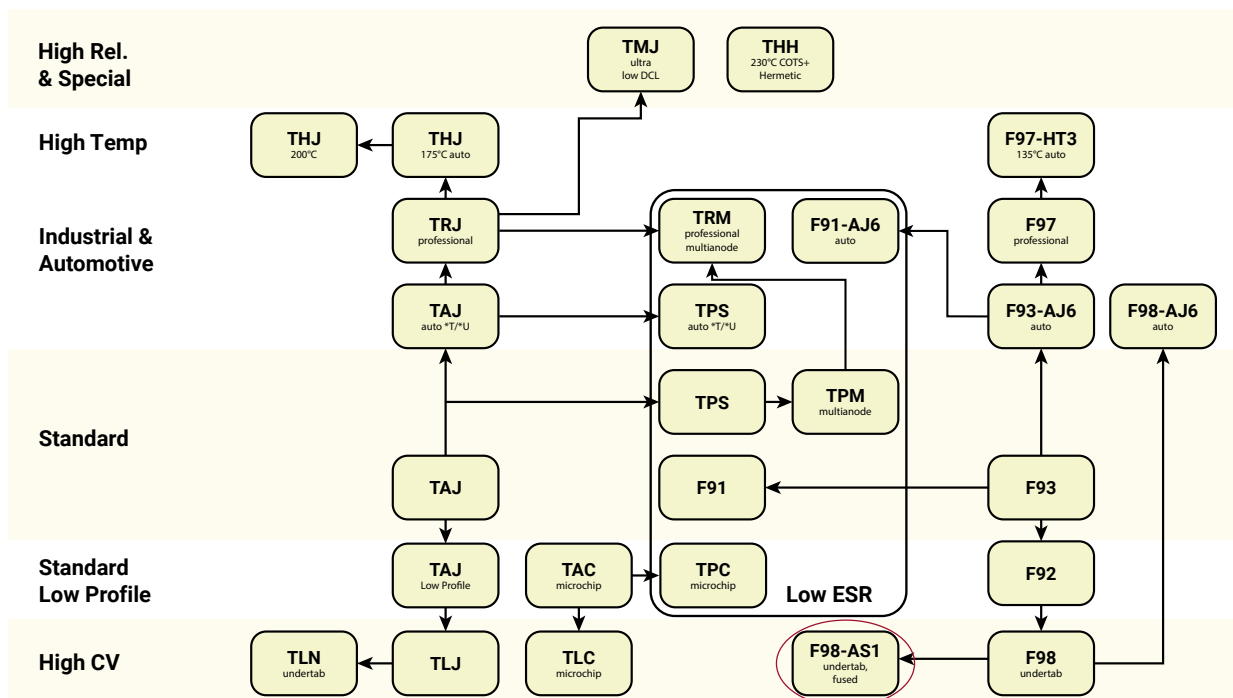 High Rel.
& Special
TMJ
ultra
low DCL
THH
230°C COTS+
Hermetic
High Temp
THJ
200°C
THJ
175°C auto
F97-HT3
135°C auto
Industrial &
Automotive
TRJ
professional
TRM
professional
multianode
F91-AJ6
auto
F97
professional
TAJ
auto *T/*U
TPS
auto *T/*U
F93-AJ6
auto
F98-AJ6
auto
Standard
TPS
TPM
multianode
TAJ
F91
F93
Standard
Low Profile
TAJ
Low Profile
TAC
microchip
TPC
microchip
Low ESR
F92
High CV
TLN
undertab
TLJ
TLC
microchip
F98-AS1
undertab,
fused
F98
undertab